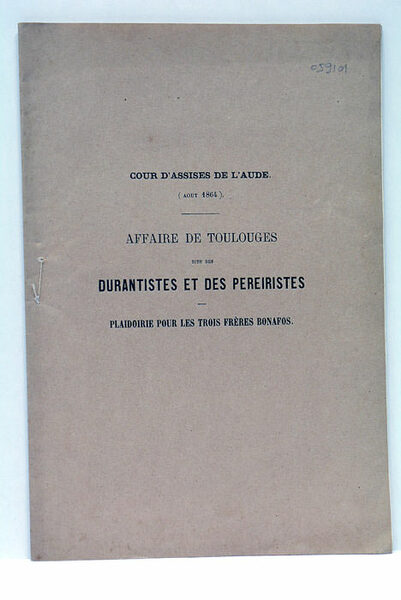 059101
COUR D'ASSISES DE L'AUDE.
( AOUT 1864 ).
AFFAIRE DE TOULOUGES
DITE DES
DURANTISTES ET DES PEREIRISTES
PLAIDOIRIE POUR LES TROIS FRÈRES BONAFOS.